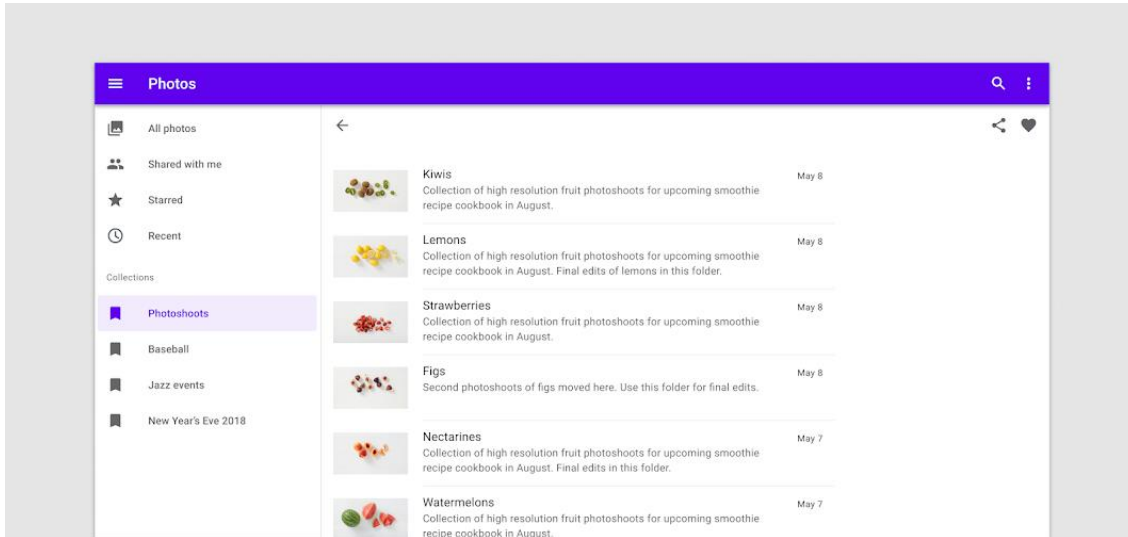 Photos
All photos
Shared with me
Starred
Recent
Collections
Photoshoots
Baseball
Jazz events
New Year's Eve 2018
Kiwis
May 8
Collection of high resolution fruit photoshoots for upcoming smoothie
recipe cookbook in August.
Lemons
May 8
Collection of high resolution fruit photoshoots for upcoming smoothie
recipe cookbook in August. Final edits of lemons in this folder.
Strawberries
May 8
Collection of high resolution fruit photoshoots for upcoming smoothie
recipe cookbook in August.
Figs
May 8
Second photoshoots of figs moved here. Use this folder for final edits.
Nectarines
May 7
Collection of high resolution fruit photoshoots for upcoming smoothie
recipe cookbook in August. Final edits in this folder.
Watermelons
May 7
Collection of high resolution fruit photoshoots for upcoming smoothie
recipe cookbook in August.